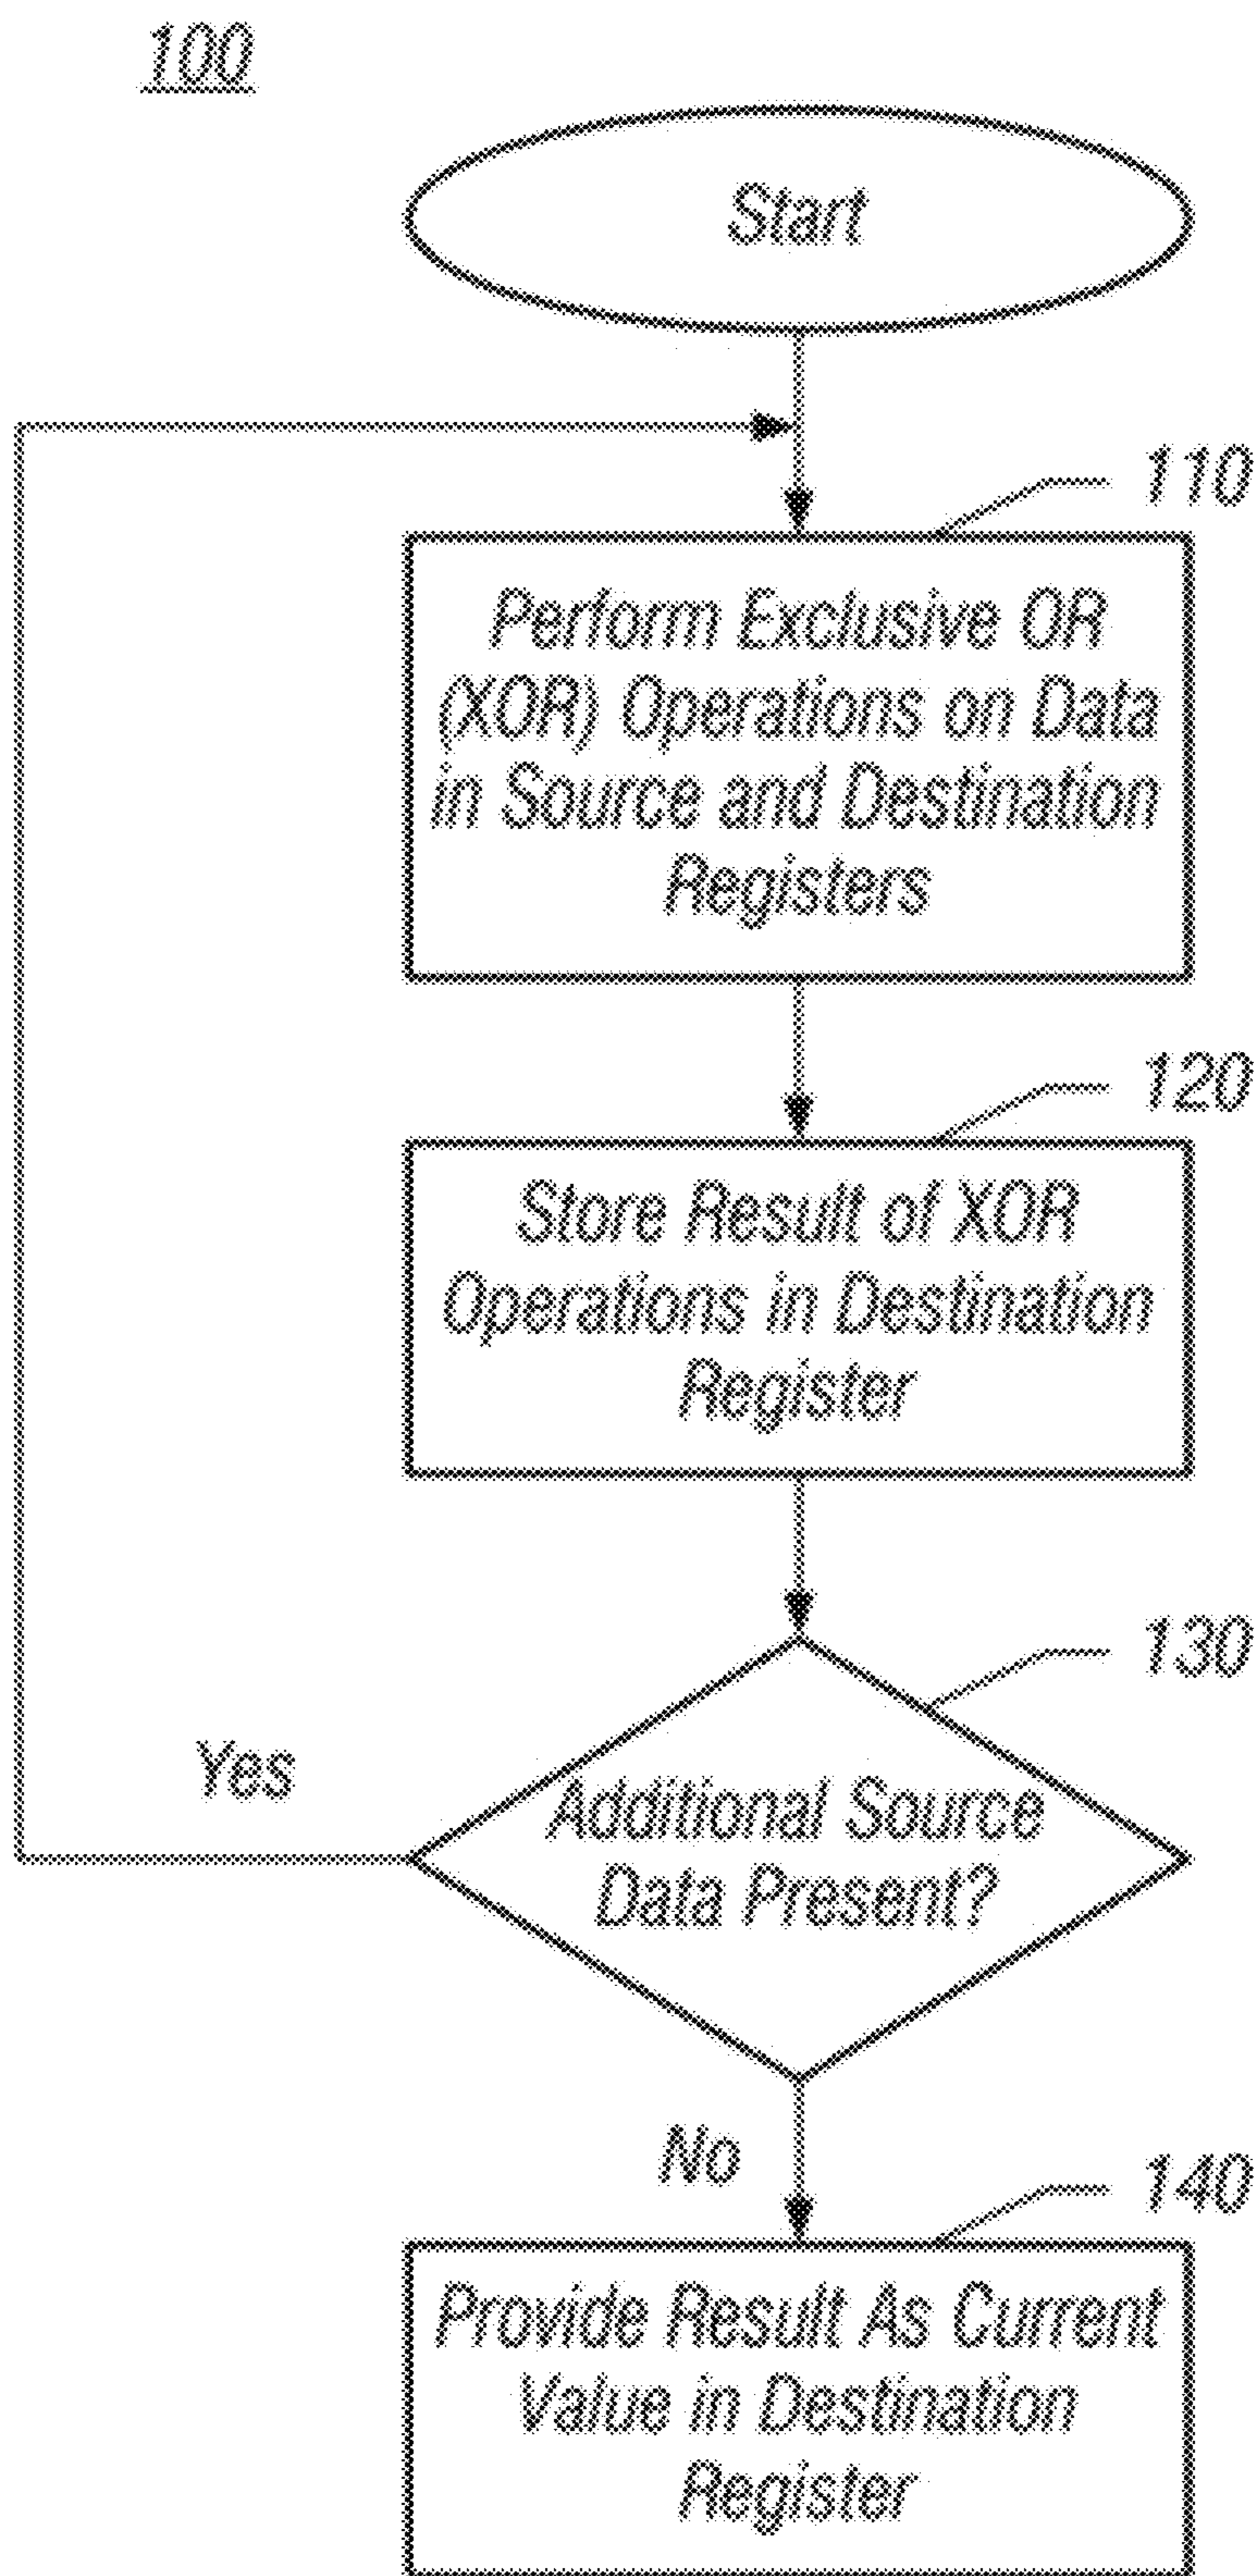 100
Start
110
Perform Exclusive OR
(XOR) Operations on Data
in Source and Destination
Registers
120
Store Result of XOR
Operations in Destination
Register
130
Yes
Additional Source
Data Present?
No
140
Provide Result As Current
Value in Destination
Register